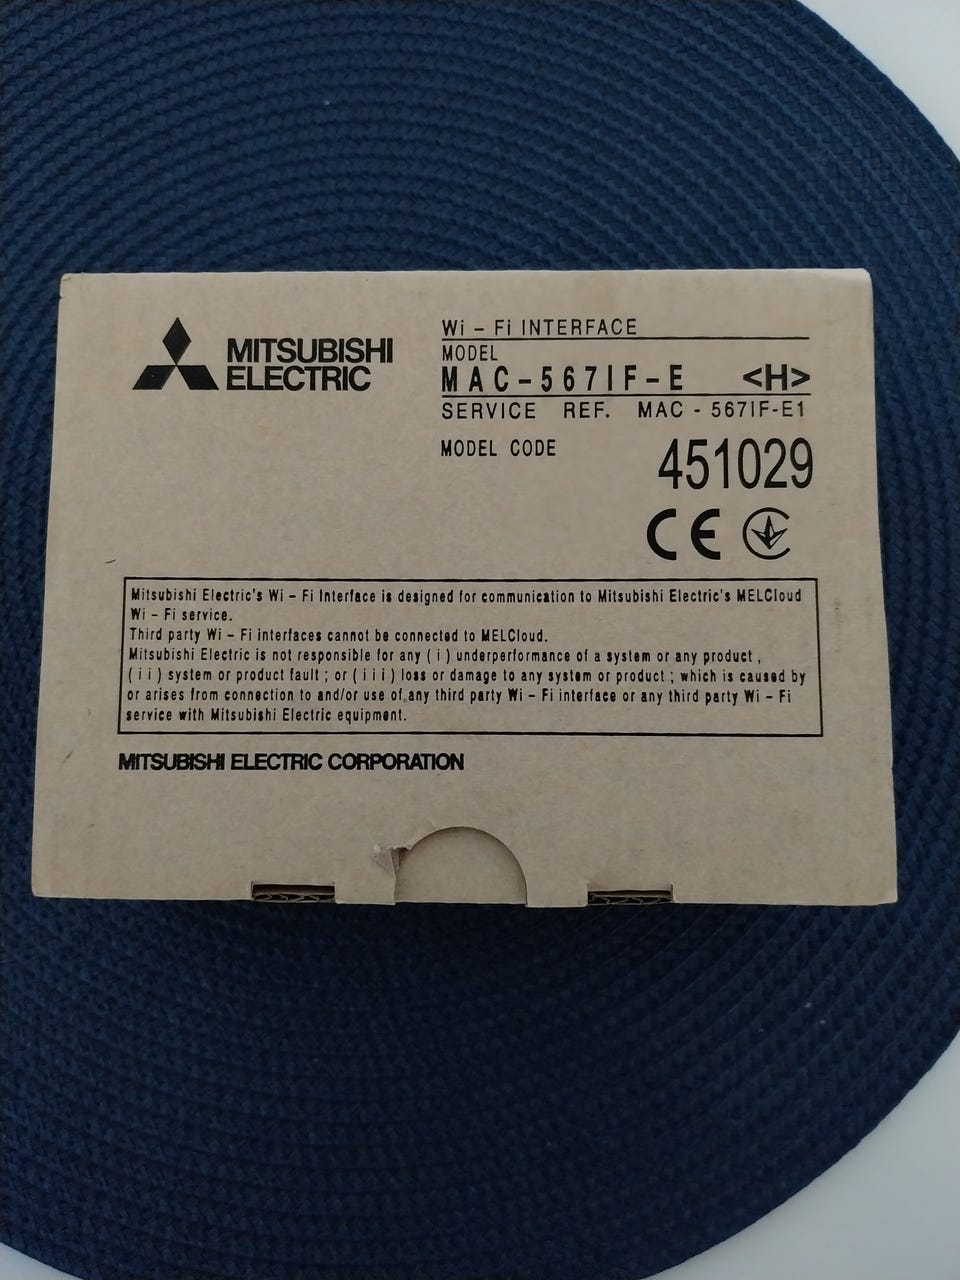 MITSUBISHI
ELECTRIC
Wi – Fi INTERFACE
MODEL
MAC-567IF-E <H>
SERVICE REF. MAC - 567IF-E1
MODEL CODE 451029
CE
Mitsubishi Electric's Wi – Fi Interface is designed for communication to Mitsubishi Electric's MELCloud
Wi – Fi service.
Third party Wi – Fi interfaces cannot be connected to MELCloud.
Mitsubishi Electric is not responsible for any ( i ) underperformance of a system or any product ,
( i i ) system or product fault ; or ( i i i ) loss or damage to any system or product ; which is caused by
or arises from connection to and/or use of any third party Wi – Fi interface or any third party Wi – Fi
service with Mitsubishi Electric equipment.
MITSUBISHI ELECTRIC CORPORATION